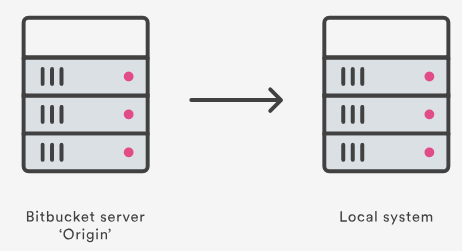 Bitbucket server
‘Origin’
Local system